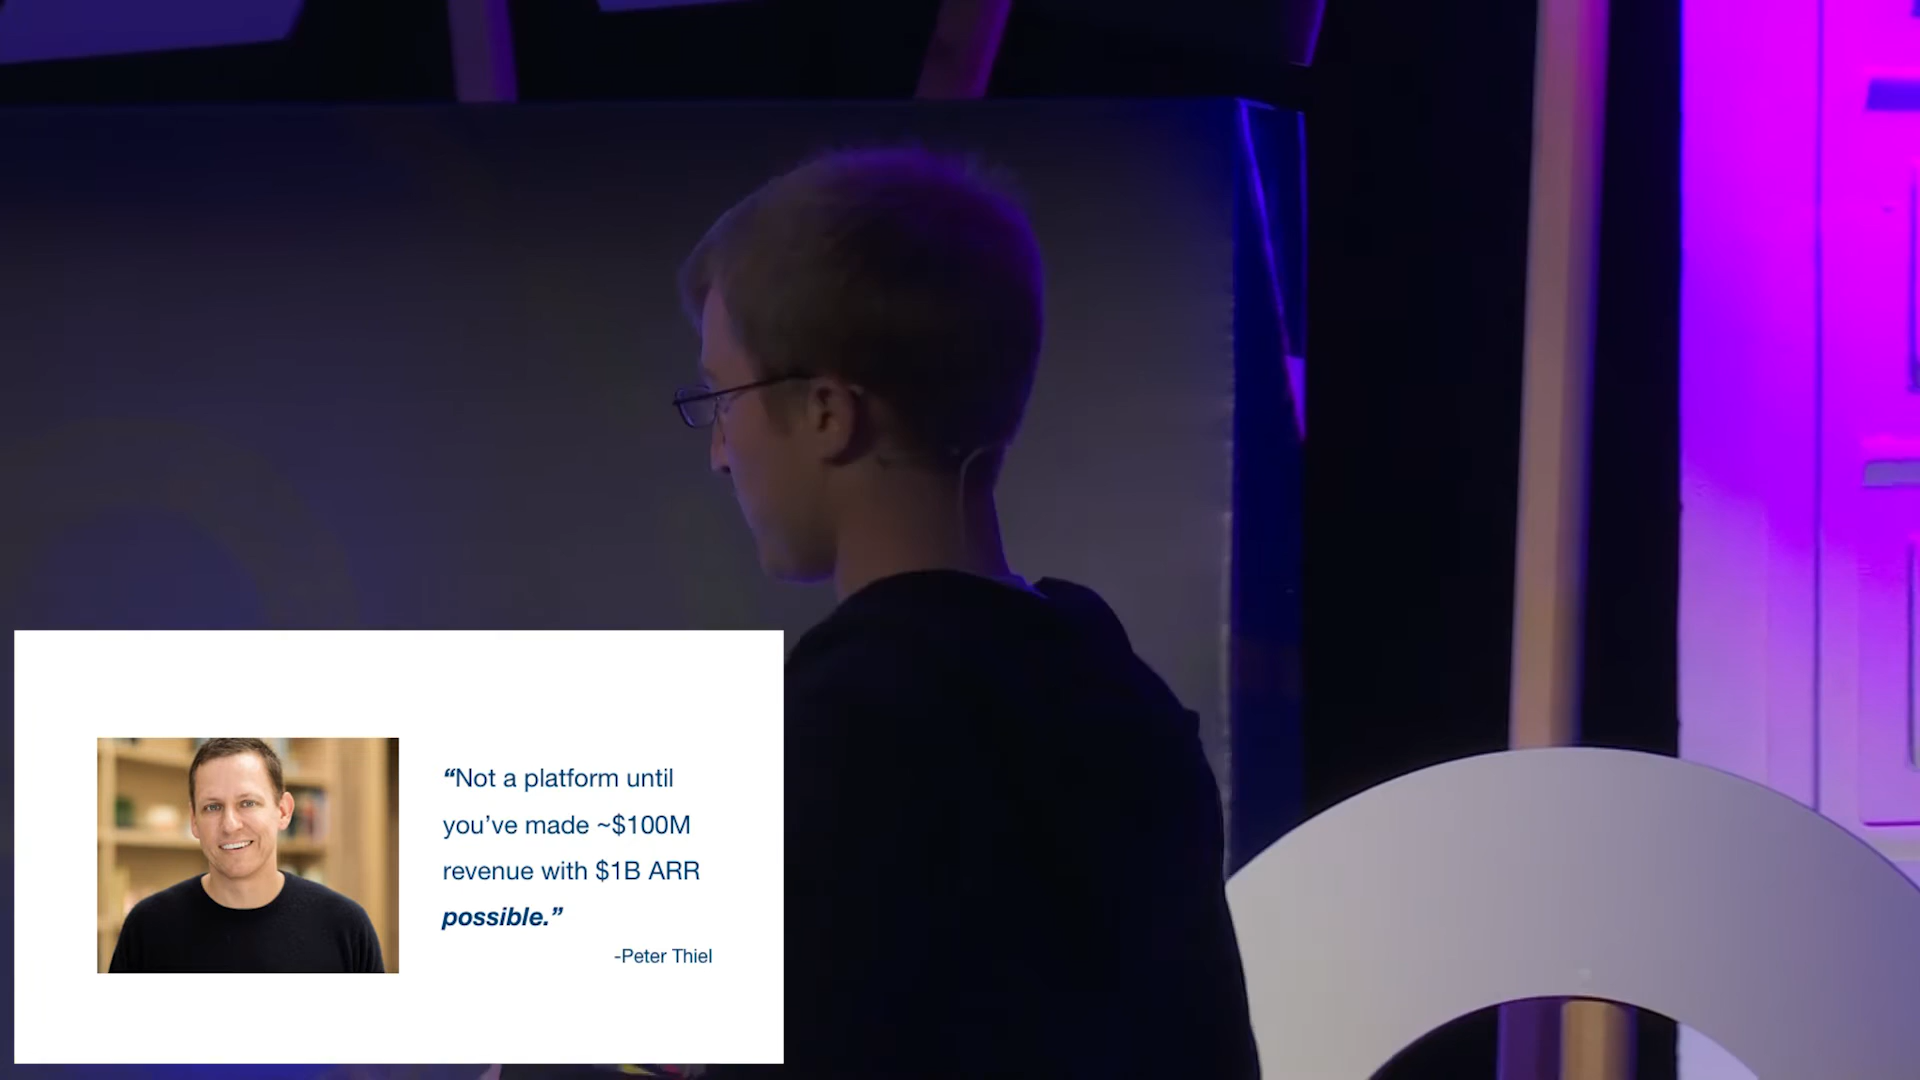 “Not a platform until
you’ve made ~$100M
revenue with $1B ARR
possible.”
-Peter Thiel